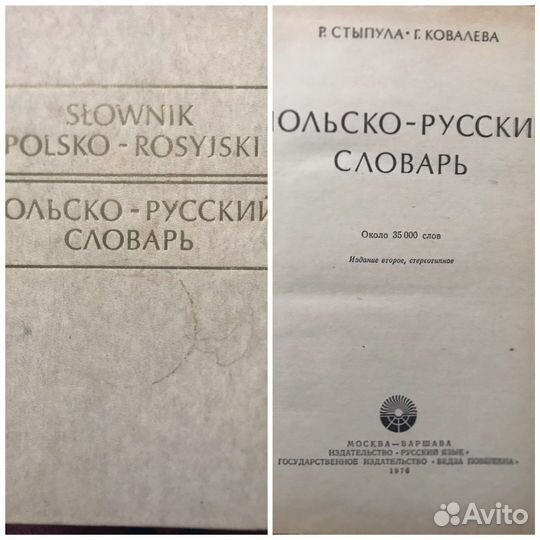 SŁOWNIK
POLSKO - ROSYJSKI
ОЛЬСКО - РУССКИЙ
СЛОВАРЬ
Р. СТЫПУЛА • Г. КОВАЛЕВА
ПОЛЬСКО-РУССКИ
СЛОВАРЬ
Около 35 000 слов
Издание второе, стереотипное
МОСКВА—ВАРШАВА
ИЗДАТЕЛЬСТВО «РУССКИЙ ЯЗЫК»
ГОСУДАРСТВЕННОЕ ИЗДАТЕЛЬСТВО «ВЕДЗА ПОВШЕХНА»
1976
Avito